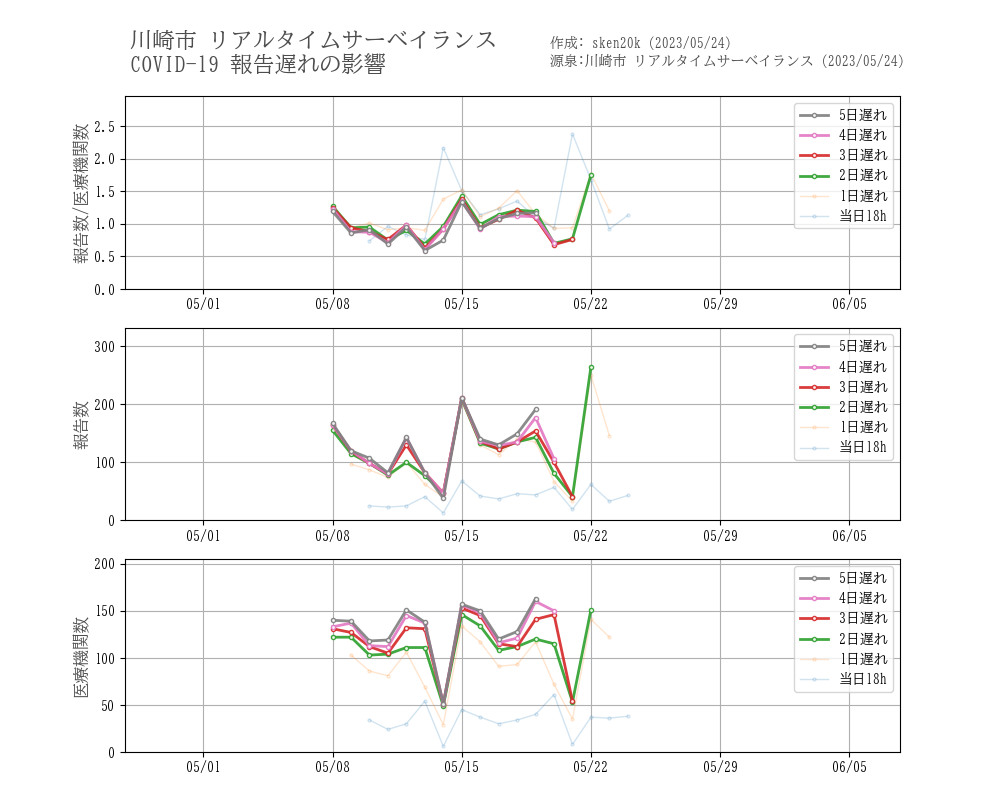 川崎市 リアルタイムサーベイランス
COVID-19 報告遅れの影響
作成: sken20k (2023/05/24)
源泉:川崎市 リアルタイムサーベイランス (2023/05/24)
報告数/医療機関数
2.5
2.0
1.5
1.0
0.5
0.0
5日遅れ
4日遅れ
3日遅れ
2日遅れ
1日遅れ
当日18h
05/01 05/08 05/15 05/22 05/29 06/05
報告数
300
200
100
0
5日遅れ
4日遅れ
3日遅れ
2日遅れ
1日遅れ
当日18h
05/01 05/08 05/15 05/22 05/29 06/05
医療機関数
200
150
100
50
0
5日遅れ
4日遅れ
3日遅れ
2日遅れ
1日遅れ
当日18h
05/01 05/08 05/15 05/22 05/29 06/05